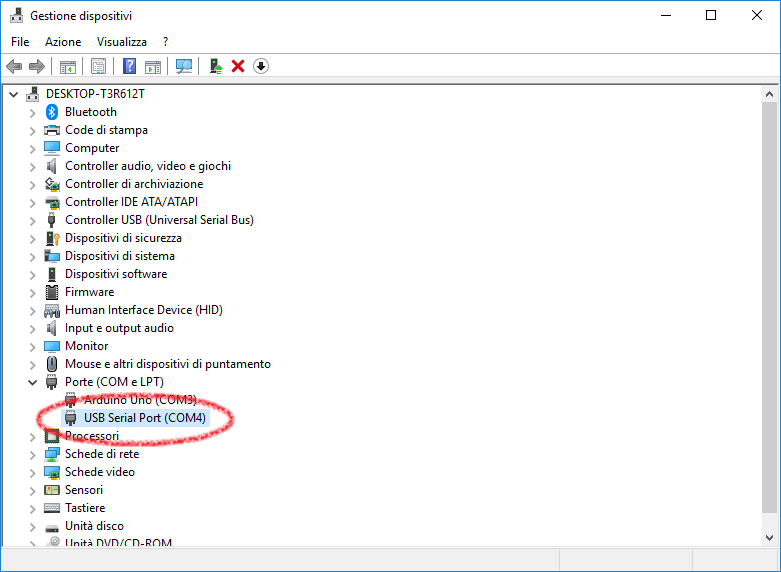 Gestione dispositivi
File Azione Visualizza ?
DESKTOP-T3R612T
Bluetooth
Code di stampa
Computer
Controller audio, video e giochi
Controller di archiviazione
Controller IDE ATA/ATAPI
Controller USB (Universal Serial Bus)
Dispositivi di sicurezza
Dispositivi di sistema
Dispositivi software
Firmware
Human Interface Device (HID)
Input e output audio
Monitor
Mouse e altri dispositivi di puntamento
Porte (COM e LPT)
Arduino Uno (COM3)
USB Serial Port (COM4)
Processori
Schede di rete
Schede video
Sensori
Tastiere
Unità disco
Unità DVD/CD-ROM